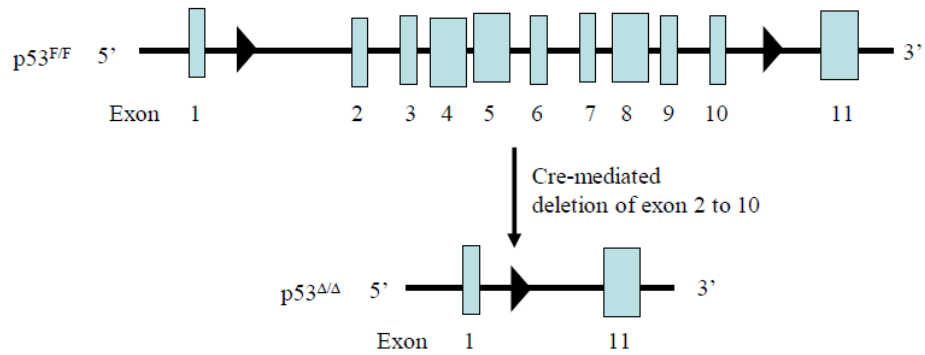 p53F/F 5’ 3’
Exon 1 2 3 4 5 6 7 8 9 10 11
Cre-mediated
deletion of exon 2 to 10
p53Δ/Δ 5’ 3’
Exon 1 11